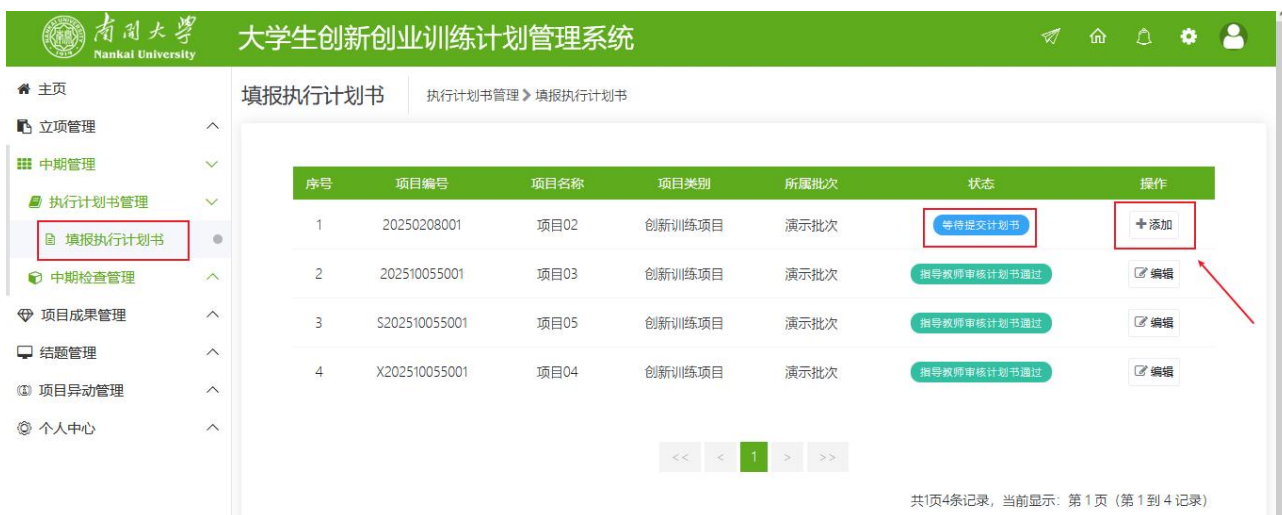 南開大學
Nankai University
大学生创新创业训练计划管理系统
主页
立项管理
中期管理
执行计划书管理
填报执行计划书
中期检查管理
项目成果管理
结题管理
项目异动管理
个人中心
填报执行计划书 执行计划书管理 填报执行计划书
序号 项目编号 项目名称 项目类别 所属批次 状态 操作
1 20250208001 项目02 创新训练项目 演示批次 等待提交计划书 +添加
2 202510055001 项目03 创新训练项目 演示批次 指导教师审核计划书通过 编辑
3 S202510055001 项目05 创新训练项目 演示批次 指导教师审核计划书通过 编辑
4 X202510055001 项目04 创新训练项目 演示批次 指导教师审核计划书通过 编辑
<< < 1 > >>
共1页4条记录，当前显示：第1页（第1到4记录）